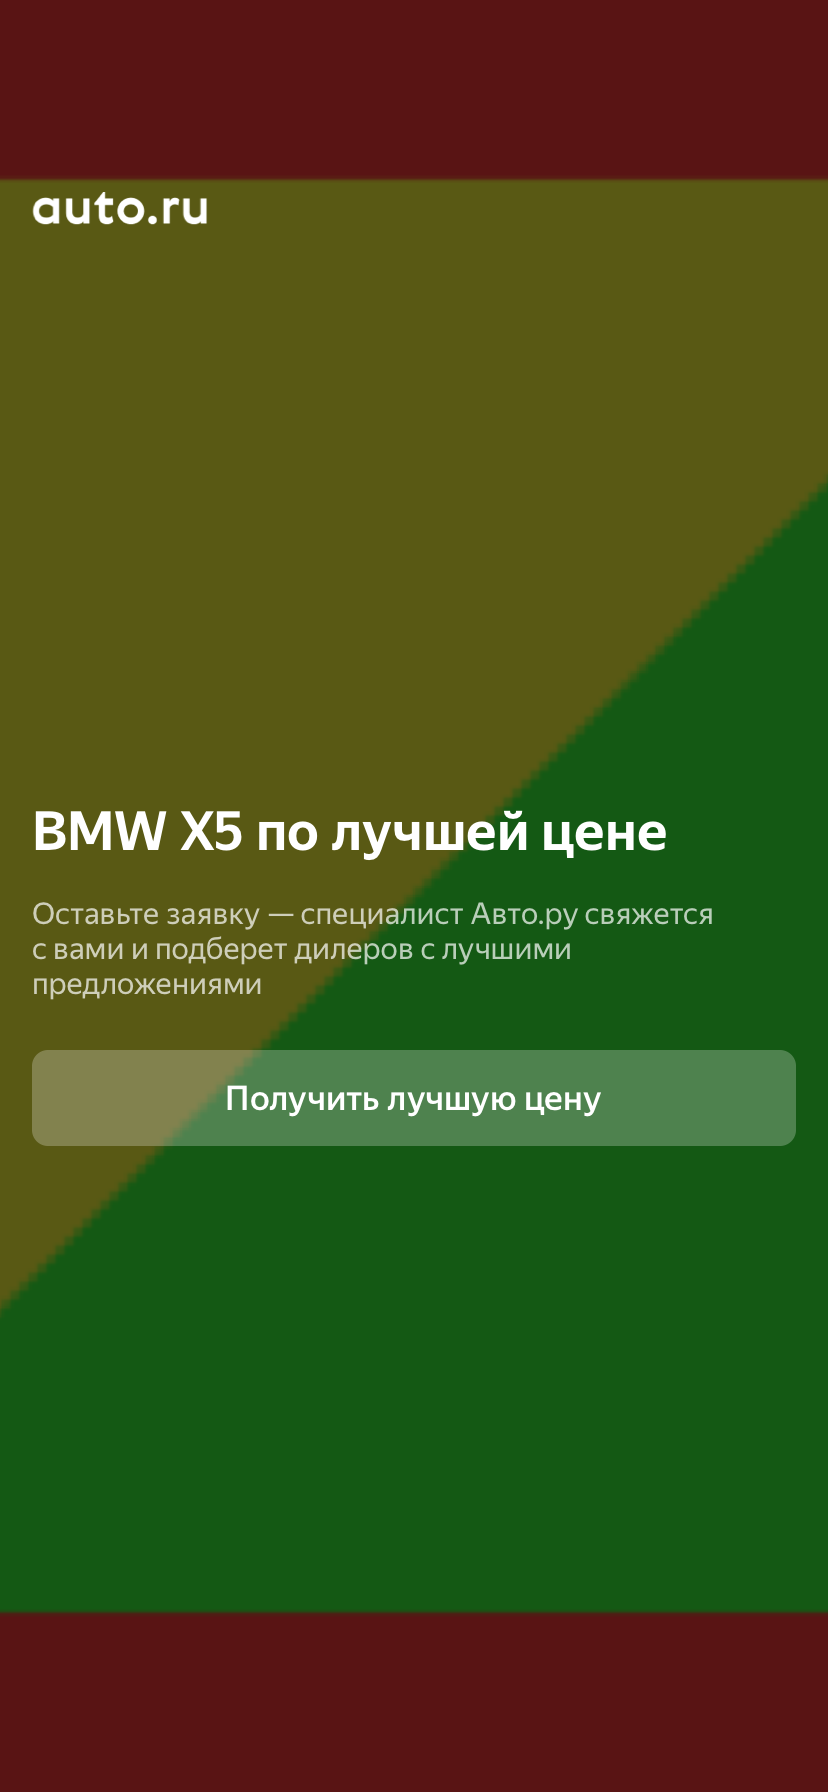 auto.ru
BMW X5 по лучшей цене
Оставьте заявку — специалист Авто.ру свяжется
с вами и подберет дилеров с лучшими
предложениями
Получить лучшую цену